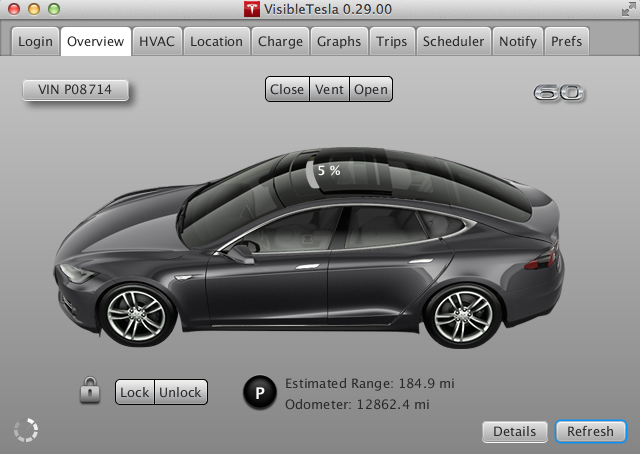 VisibleTesla 0.29.00
Login Overview HVAC Location Charge Graphs Trips Scheduler Notify Prefs
VIN P08714 Close Vent Open 60
5 %
Lock Unlock P Estimated Range: 184.9 mi
Odometer: 12862.4 mi
Details Refresh